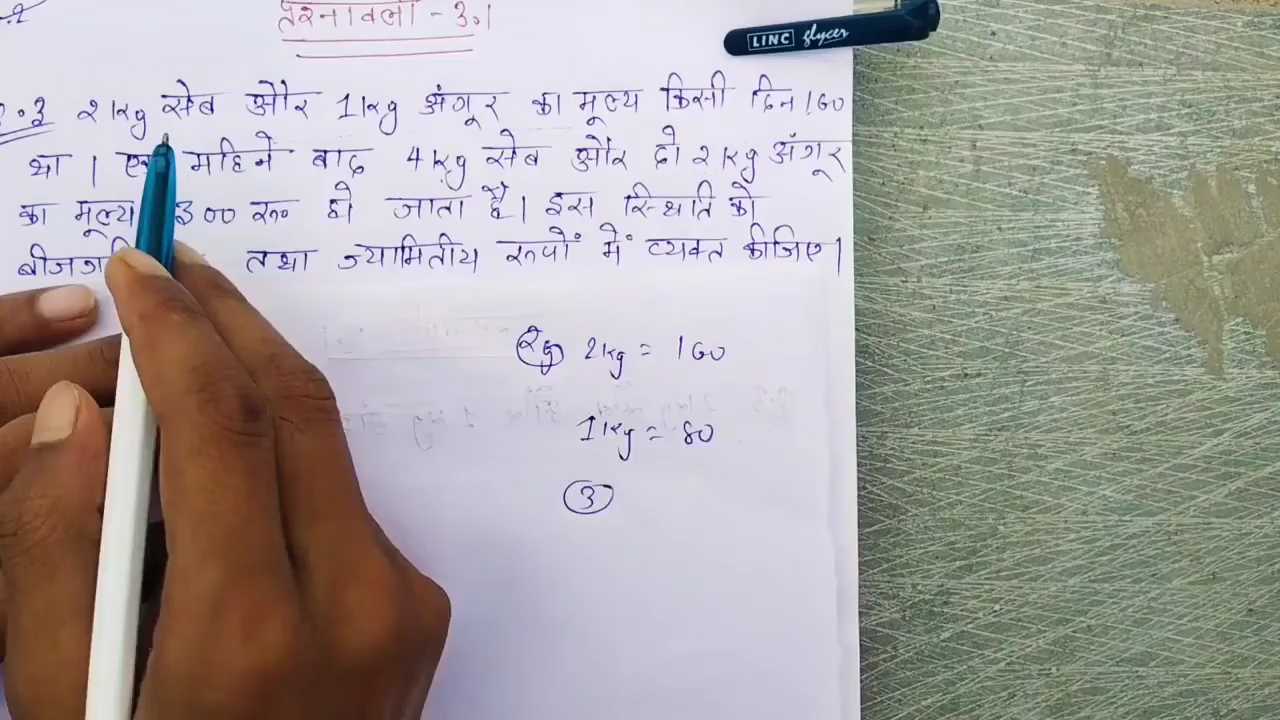 प्रश्नावली - 3.1
LINC glycer
2kg सेब और 1kg अंगूर का मूल्य किसी दिन 160
था। महिने बाद 4kg सेब और दो 2kg अंगूर
का मूल्य 300 रू० हो जाता है। इस स्थिति को
तथा ज्यामितीय रूपों में व्यक्त कीजिए।
2kg = 160
1kg = 80
3